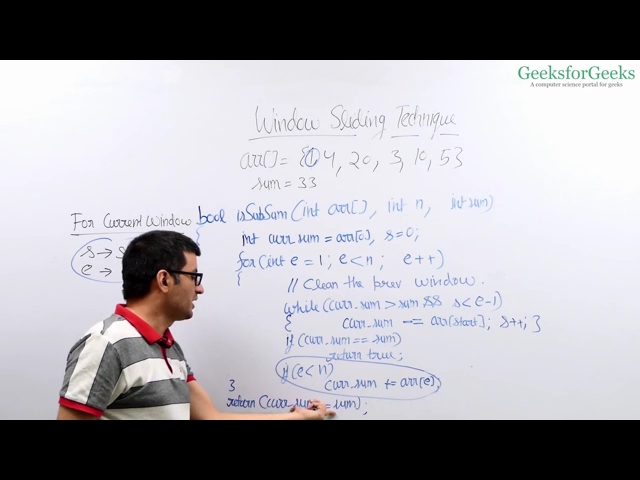 GeeksforGeeks
A computer science portal for geeks
Window Sliding Technique
arr[] = {1, 4, 20, 3, 10, 5}
sum = 33
For Current Window
s →
e →
bool isSubSum (int arr[], int n, int sum)
{
int curr_sum = arr[0], s=0;
for (int e = 1; e < n; e++)
{
// Clean the prev window.
while (curr_sum > sum && s < e-1)
{ curr_sum -= arr[start]; s++; }
if (curr_sum == sum)
return true;
if (e < n)
curr_sum += arr[e];
}
return (curr_sum == sum);